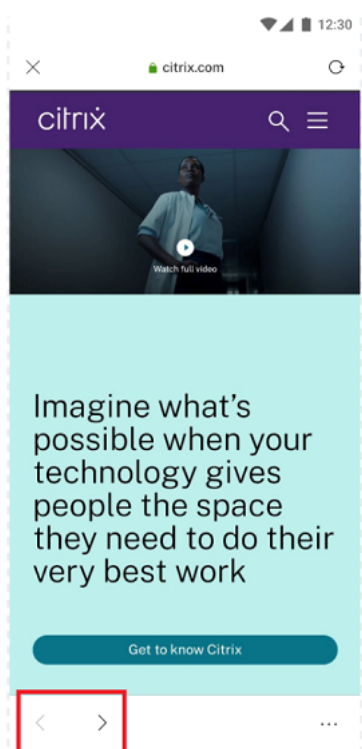 12:30
citrix.com
citrix
Watch full video
Imagine what's
possible when your
technology gives
people the space
they need to do their
very best work
Get to know Citrix